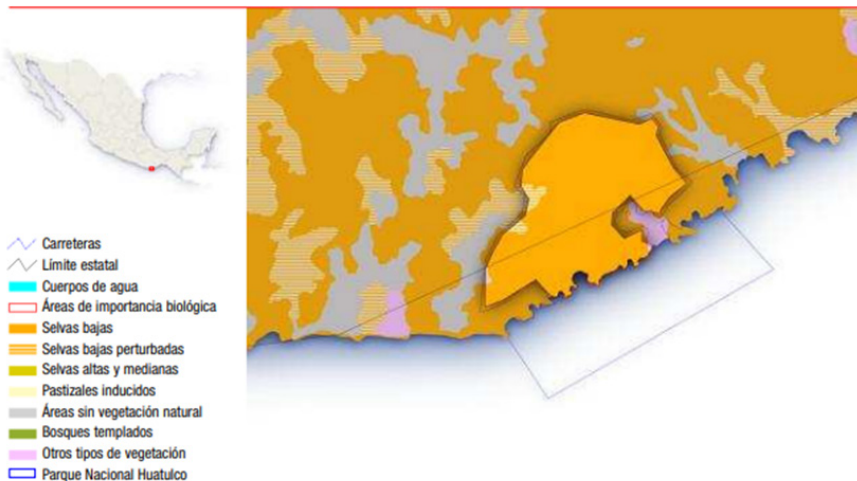 Carreteras
Límite estatal
Cuerpos de agua
Áreas de importancia biológica
Selvas bajas
Selvas bajas perturbadas
Selvas altas y medianas
Pastizales inducidos
Áreas sin vegetación natural
Bosques templados
Otros tipos de vegetación
Parque Nacional Huatulco